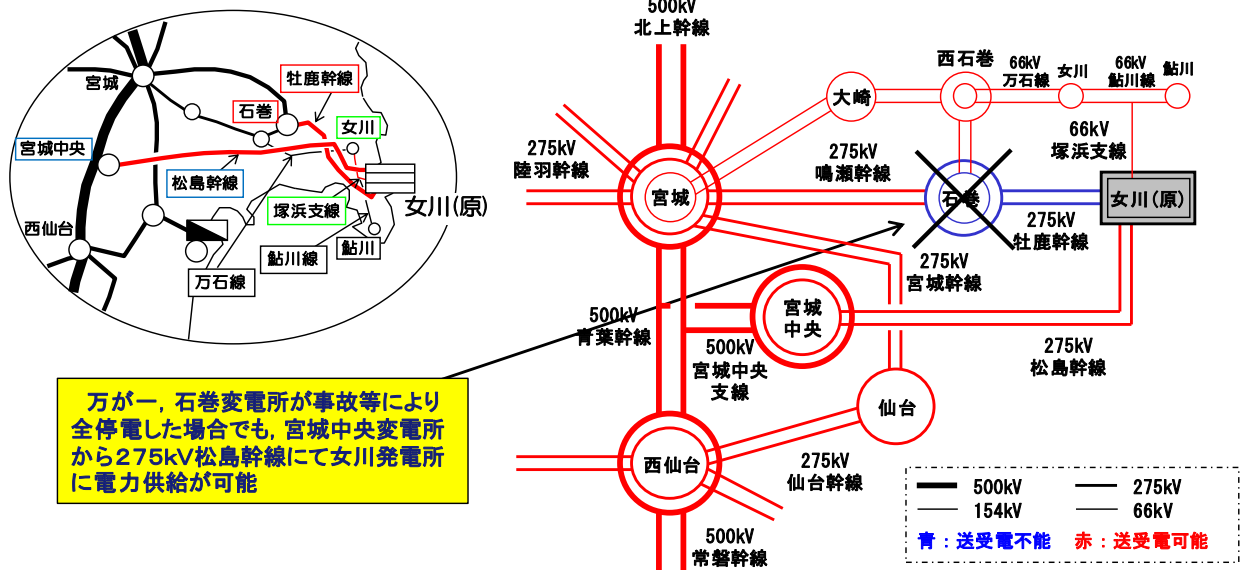 宮城
牡鹿幹線
石巻
女川
宮城中央
松島幹線
塚浜支線
女川(原)
西仙台
鮎川線
鮎川
万石線
500kV
北上幹線
西石巻
66kV
万石線
女川
66kV
鮎川線
鮎川
大崎
275kV
陸羽幹線
275kV
鳴瀬幹線
66kV
塚浜支線
宮城
石巻
女川(原)
275kV
牡鹿幹線
275kV
宮城幹線
宮城
中央
500kV
青葉幹線
500kV
宮城中央
支線
275kV
松島幹線
仙台
西仙台
275kV
仙台幹線
500kV
常磐幹線
万が一，石巻変電所が事故等により
全停電した場合でも，宮城中央変電所
から275kV松島幹線にて女川発電所
に電力供給が可能
500kV
275kV
154kV
66kV
青：送受電不能
赤：送受電可能